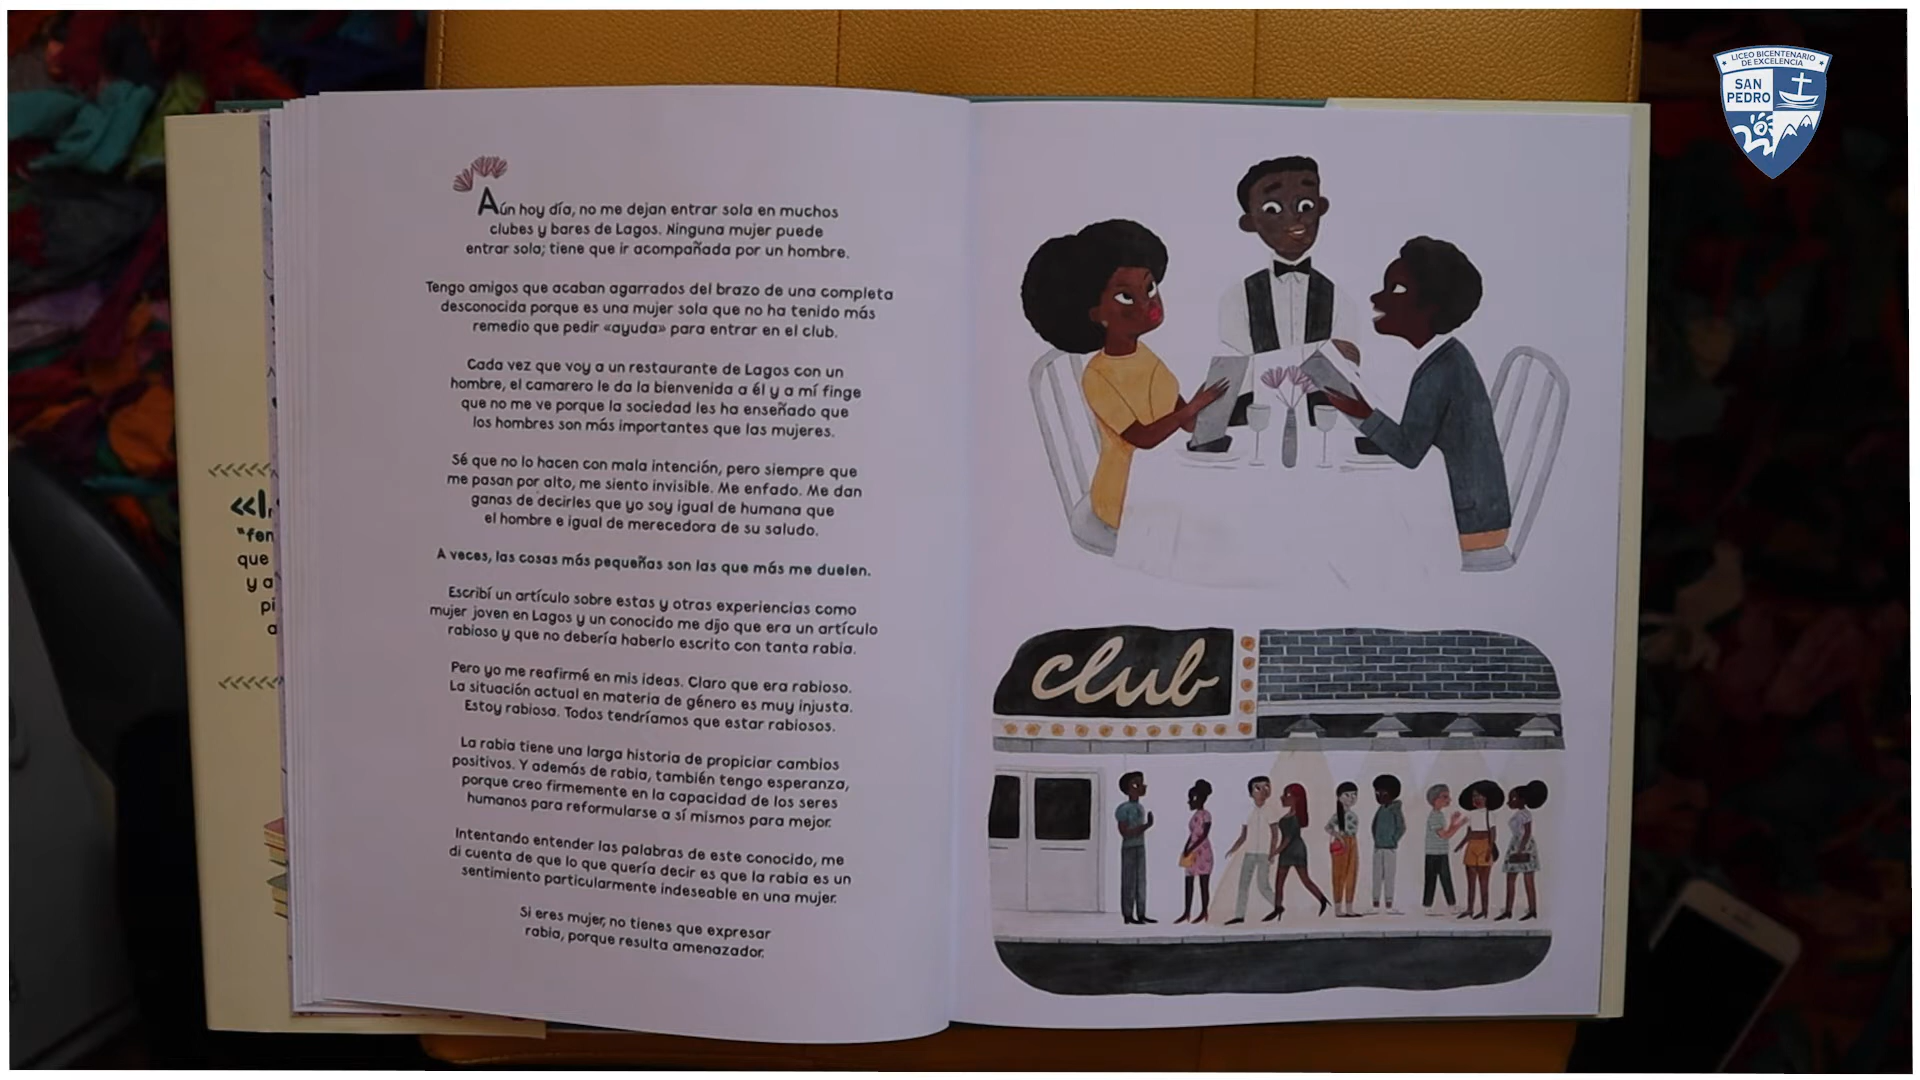 LICEO BICENTENARIO
DE EXCELENCIA
SAN
PEDRO
Aún hoy día, no me dejan entrar sola en muchos
clubes y bares de Lagos. Ninguna mujer puede
entrar sola; tiene que ir acompañada por un hombre.
Tengo amigos que acaban agarrados del brazo de una completa
desconocida porque es una mujer sola que no ha tenido más
remedio que pedir «ayuda» para entrar en el club.
Cada vez que voy a un restaurante de Lagos con un
hombre, el camarero le da la bienvenida a él y a mí finge
que no me ve porque la sociedad les ha enseñado que
los hombres son más importantes que las mujeres.
Sé que no lo hacen con mala intención, pero siempre que
me pasan por alto, me siento invisible. Me enfado. Me dan
ganas de decirles que yo soy igual de humana que
el hombre e igual de merecedora de su saludo.
A veces, las cosas más pequeñas son las que más me duelen.
Escribí un artículo sobre estas y otras experiencias como
mujer joven en Lagos y un conocido me dijo que era un artículo
rabioso y que no debería haberlo escrito con tanta rabia.
Pero yo me reafirmé en mis ideas. Claro que era rabioso.
La situación actual en materia de género es muy injusta.
Estoy rabiosa. Todos tendríamos que estar rabiosos.
La rabia tiene una larga historia de propiciar cambios
positivos. Y además de rabia, también tengo esperanza,
porque creo firmemente en la capacidad de los seres
humanos para reformularse a sí mismos para mejor.
Intentando entender las palabras de este conocido, me
di cuenta de que lo que quería decir es que la rabia es un
sentimiento particularmente indeseable en una mujer.
Si eres mujer, no tienes que expresar
rabia, porque resulta amenazador.
"fem
que
y a
pi
a
club